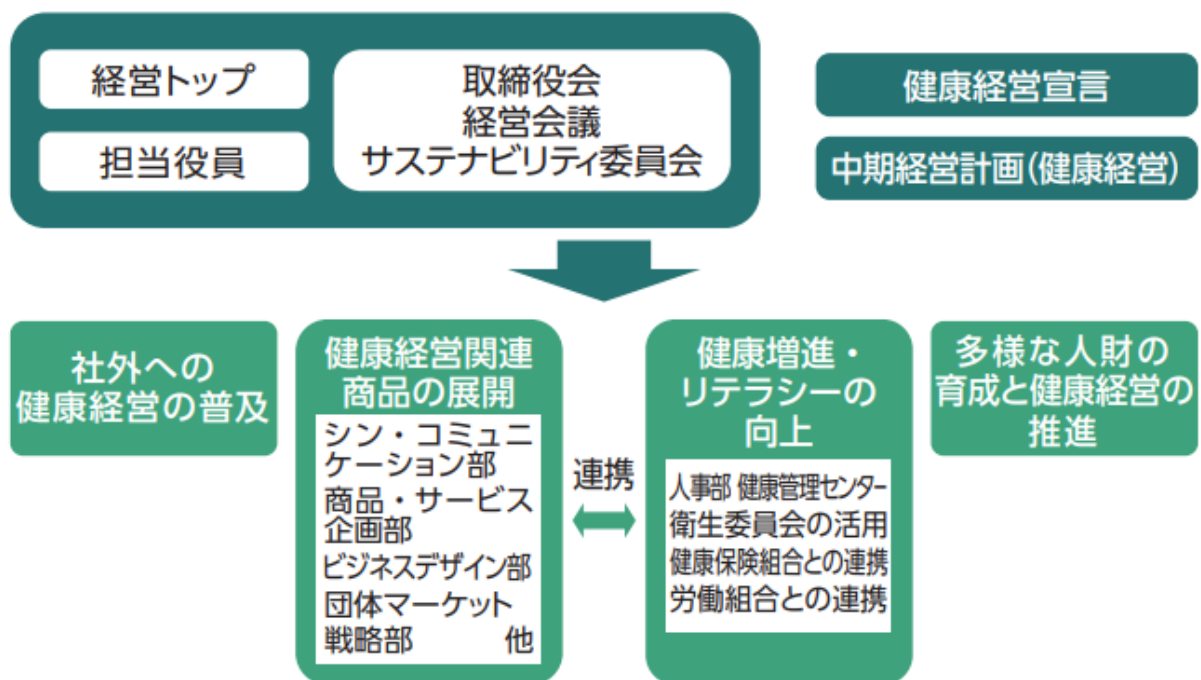 経営トップ
担当役員
取締役会
経営会議
サステナビリティ委員会
健康経営宣言
中期経営計画(健康経営)
社外への
健康経営の普及
健康経営関連
商品の展開
シン・コミュニ
ケーション部
商品・サービス
企画部
ビジネスデザイン部
団体マーケット
戦略部 他
連携
健康増進・
リテラシーの
向上
人事部 健康管理センター
衛生委員会の活用
健康保険組合との連携
労働組合との連携
多様な人財の
育成と健康経営の
推進